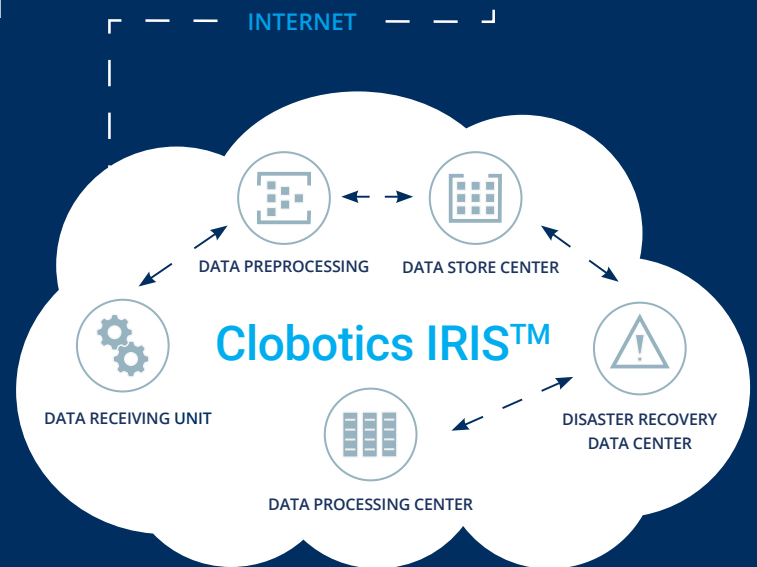 INTERNET
DATA PREPROCESSING
DATA STORE CENTER
Clobotics IRIS™
DATA RECEIVING UNIT
DISASTER RECOVERY
DATA CENTER
DATA PROCESSING CENTER